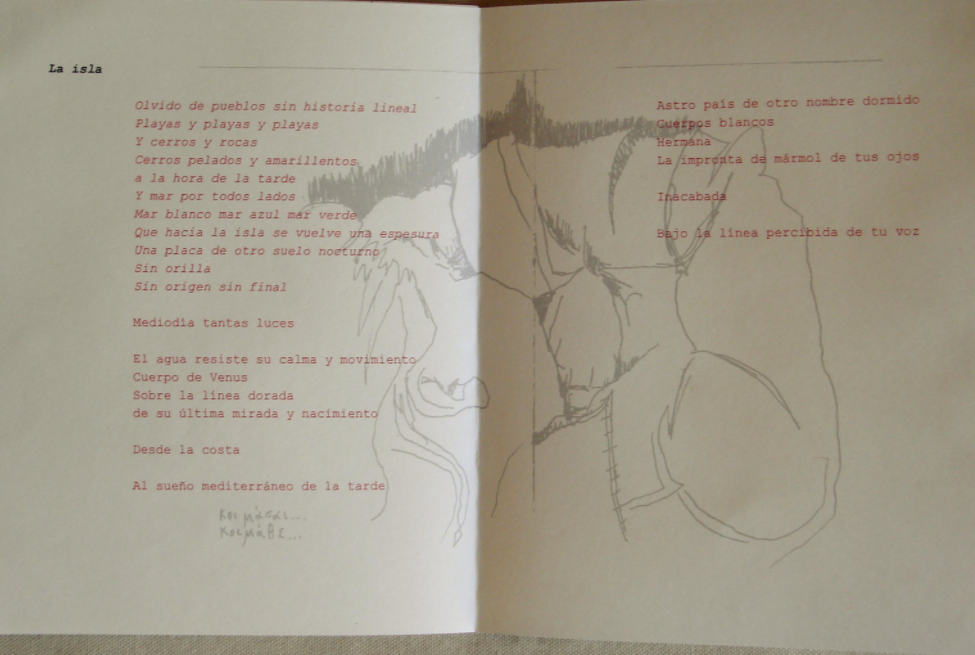 La isla
Olvido de pueblos sin historia lineal
Playas y playas y playas
Y cerros y rocas
Cerros pelados y amarillentos
a la hora de la tarde
Y mar por todos lados
Mar blanco mar azul mar verde
Que hacia la isla se vuelve una espesura
Una placa de otro suelo nocturno
Sin orilla
Sin origen sin final
Mediodía tantas luces
El agua resiste su calma y movimiento
Cuerpo de Venus
Sobre la línea dorada
de su última mirada y nacimiento
Desde la costa
Al sueño mediterráneo de la tarde
Astro país de otro nombre dormido
Cuerpos blancos
Hermana
La impronta de mármol de tus ojos
Inacabada
Bajo la línea percibida de tu voz